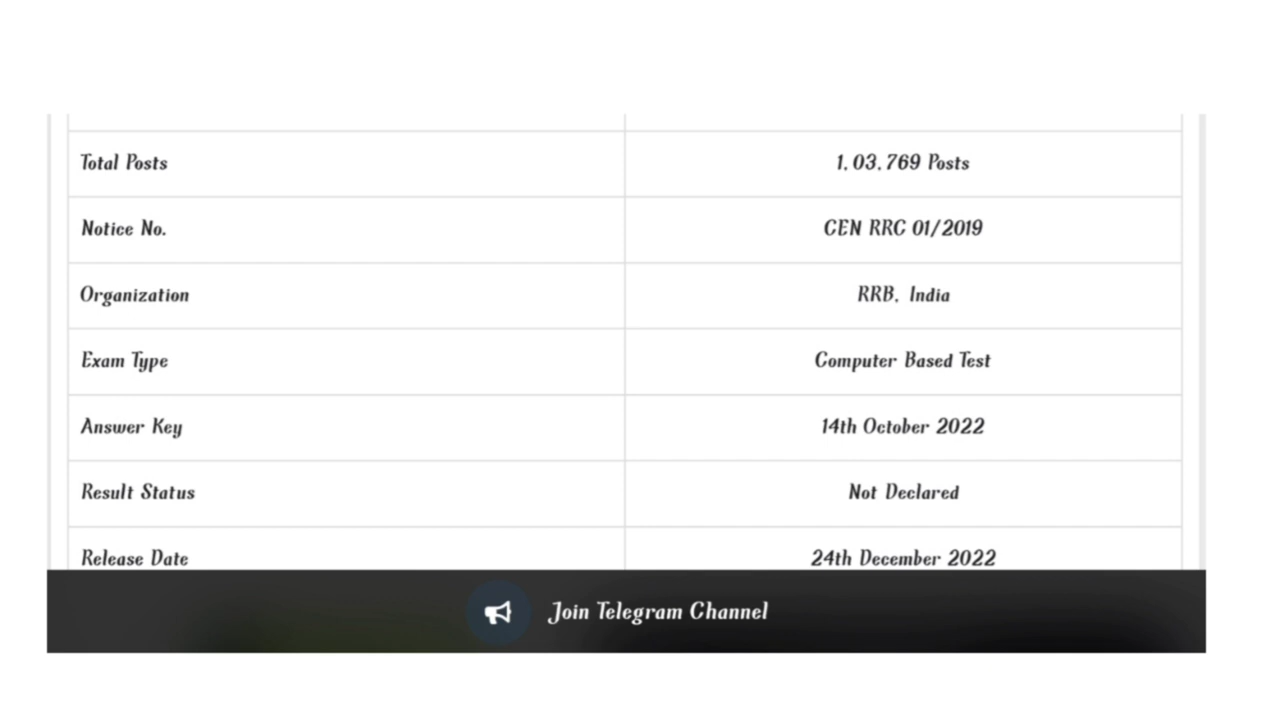 Total Posts 1,03,769 Posts
Notice No. CEN RRC 01/2019
Organization RRB, India
Exam Type Computer Based Test
Answer Key 14th October 2022
Result Status Not Declared
Release Date 24th December 2022
Join Telegram Channel